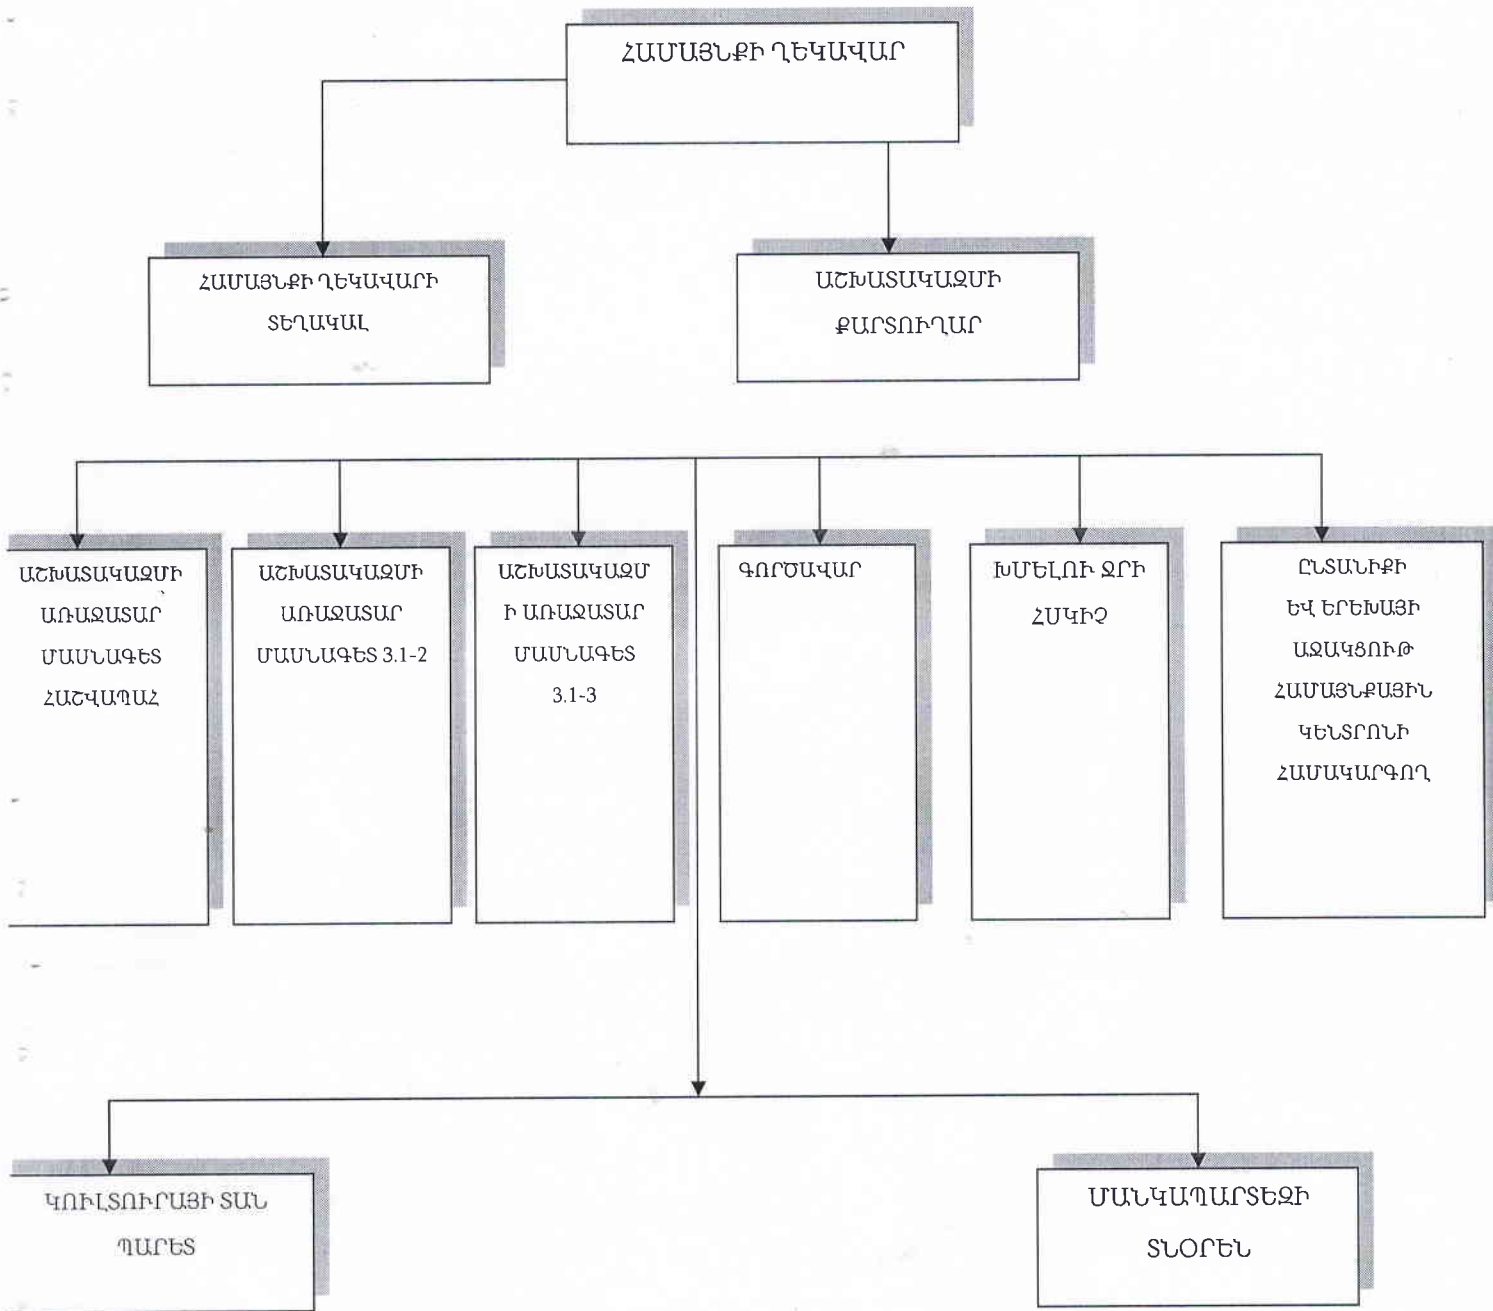 ՀԱՄԱՅՆՔԻ ՂԵԿԱՎԱՐ
ՀԱՄԱՅՆՔԻ ՂԵԿԱՎԱՐԻ
ՏԵՂԱԿԱԼ
ԱՇԽԱՏԱԿԱԶՄԻ
ՔԱՐՏՈՒՂԱՐ
ԱՇԽԱՏԱԿԱԶՄԻ
ԱՌԱՋԱՏԱՐ
ՄԱՍՆԱԳԵՏ
ՀԱՇՎԱՊԱՀ
ԱՇԽԱՏԱԿԱԶՄԻ
ԱՌԱՋԱՏԱՐ
ՄԱՍՆԱԳԵՏ 3.1-2
ԱՇԽԱՏԱԿԱԶՄ
Ի ԱՌԱՋԱՏԱՐ
ՄԱՍՆԱԳԵՏ
3.1-3
ԳՈՐԾԱՎԱՐ
ԽՄԵԼՈՒ ՋՐԻ
ՀՍԿԻՉ
ԸՆՏԱՆԻՔԻ
ԵՎ ԵՐԵԽԱՅԻ
ԱՋԱԿՑՈՒԹ
ՀԱՄԱՅՆՔԱՅԻՆ
ԿԵՆՏՐՈՆԻ
ՀԱՄԱԿԱՐԳՈՂ
ԿՈՒԼՏՈՒՐԱՅԻ ՏԱՆ
ՊԱՐԵՏ
ՄԱՆԿԱՊԱՐՏԵԶԻ
ՏՆՕՐԵՆ